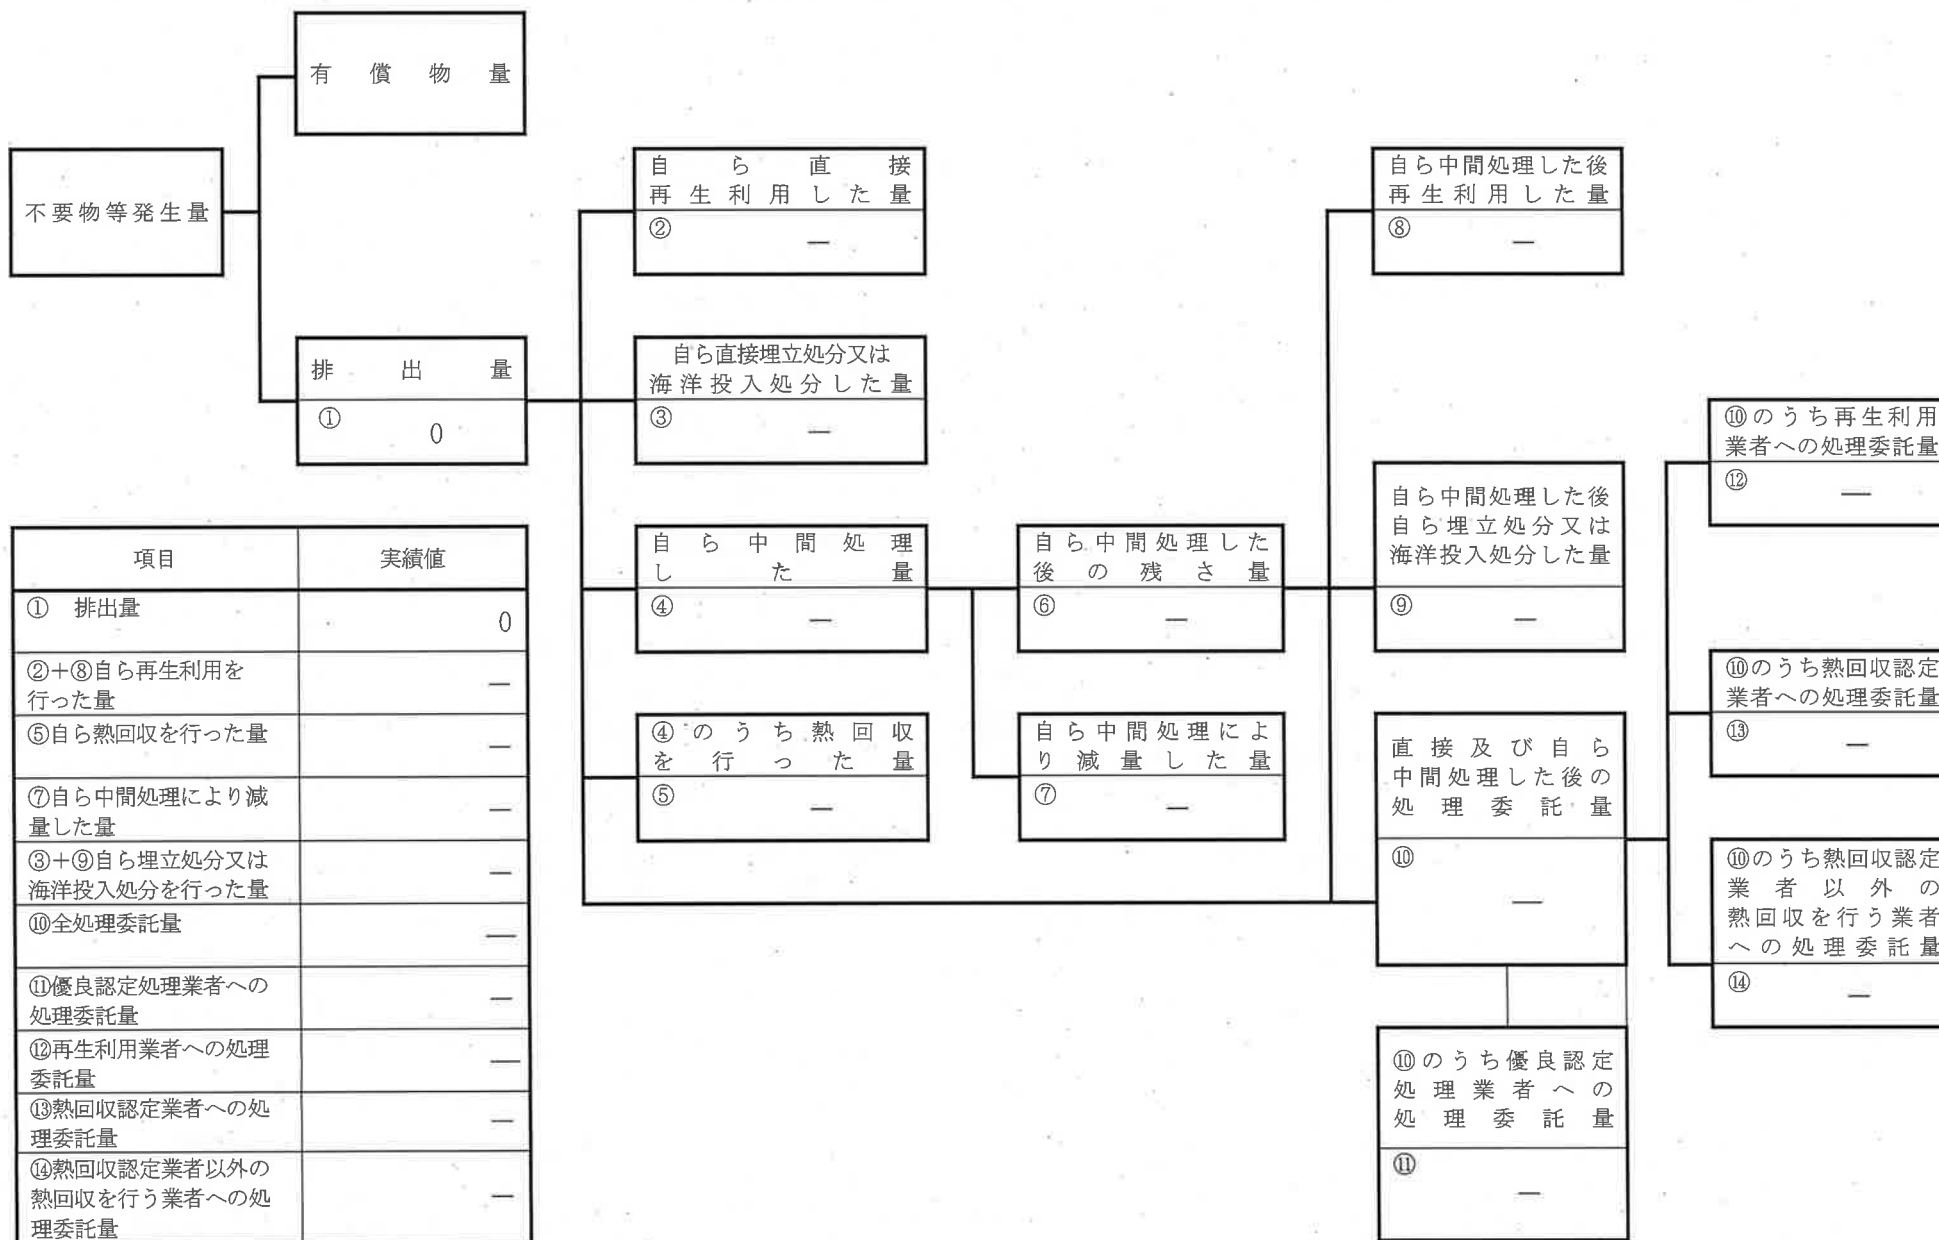 有償物量
不要物等発生量
排出量
①
0
自ら直接
再生利用した量
②
—
自ら直接埋立処分又は
海洋投入処分した量
③
—
自ら中間処理
した量
④
—
④のうち熱回収
を行った量
⑤
—
自ら中間処理した
後の残さ量
⑥
—
自ら中間処理によ
り減量した量
⑦
—
自ら中間処理した後
再生利用した量
⑧
—
自ら中間処理した後
自ら埋立処分又は
海洋投入処分した量
⑨
—
直接及び自ら
中間処理した後の
処理委託量
⑩
—
⑩のうち優良認定
処理業者への
処理委託量
⑪
—
⑩のうち再生利用
業者への処理委託量
⑫
—
⑩のうち熱回収認定
業者への処理委託量
⑬
—
⑩のうち熱回収認定
業者以外の
熱回収を行う業者
への処理委託量
⑭
—
項目 実績値
① 排出量 0
②+⑧自ら再生利用を
行った量 —
⑤自ら熱回収を行った量 —
⑦自ら中間処理により減
量した量 —
③+⑨自ら埋立処分又は
海洋投入処分を行った量 —
⑩全処理委託量 —
⑪優良認定処理業者への
処理委託量 —
⑫再生利用業者への処理
委託量 —
⑬熱回収認定業者への処
理委託量 —
⑭熱回収認定業者以外の
熱回収を行う業者への処
理委託量 —